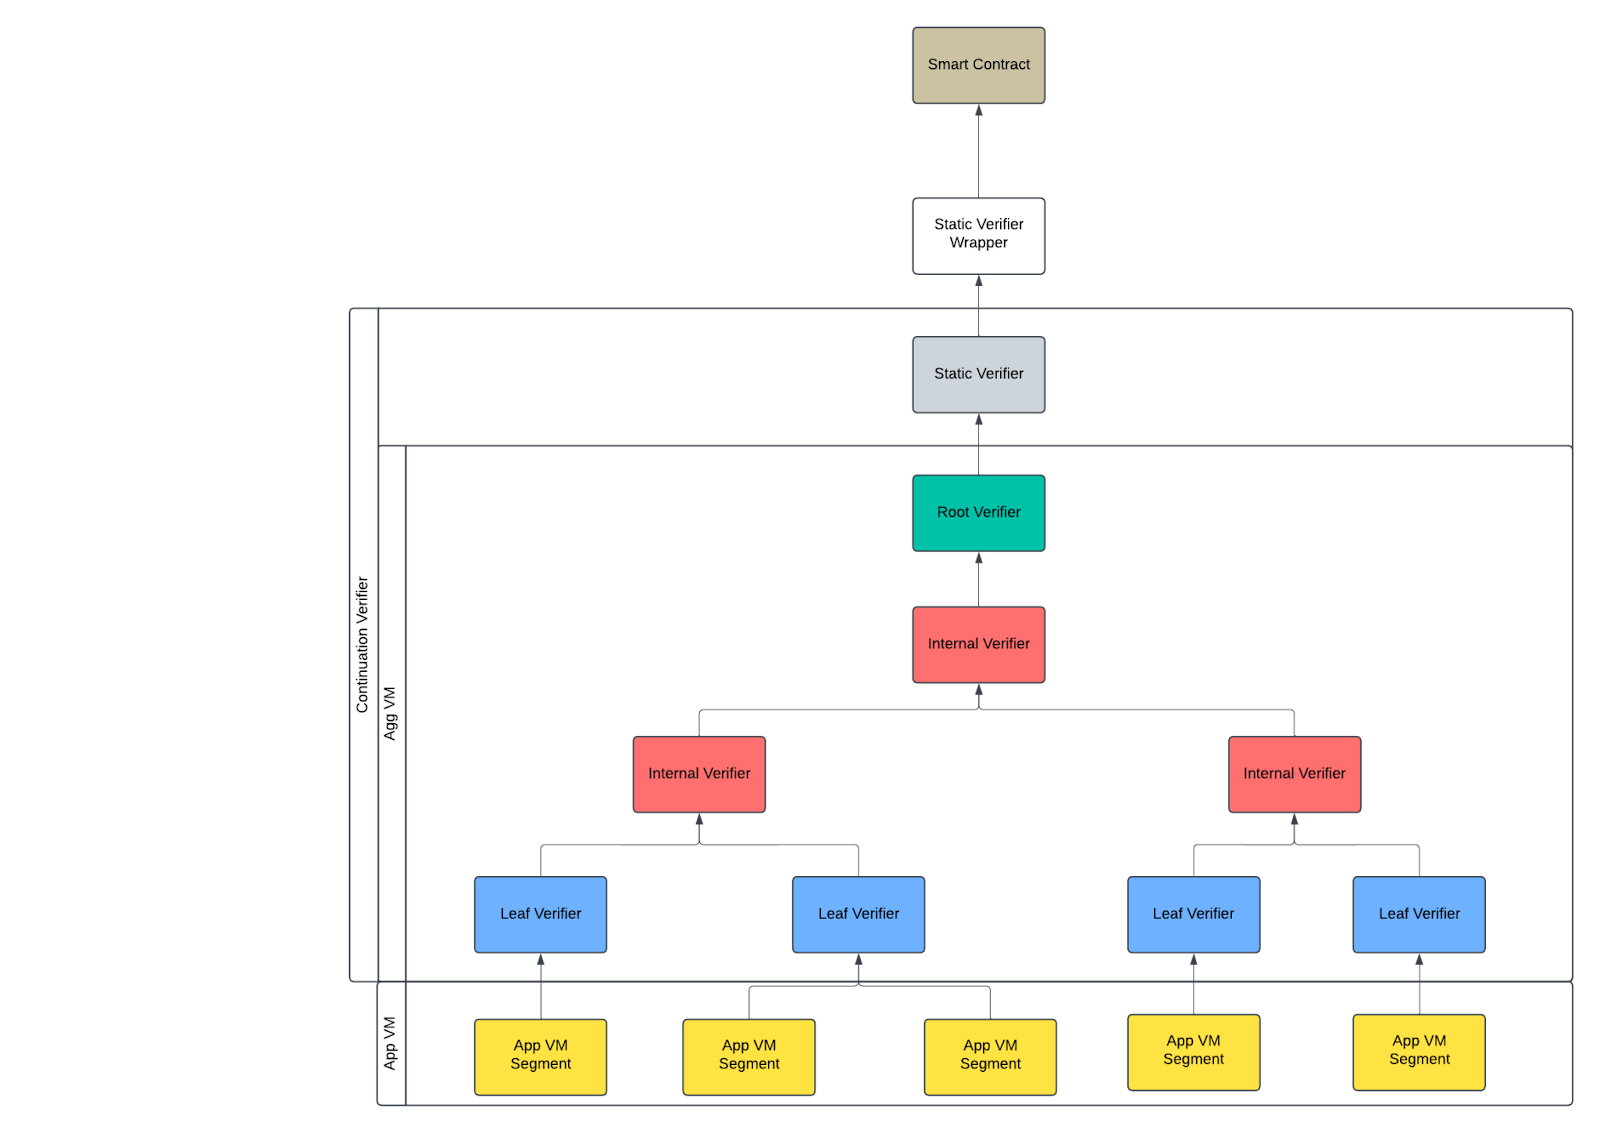 Smart Contract
Static Verifier
Wrapper
Static Verifier
Continuation Verifier
Agg VM
Root Verifier
Internal Verifier
Internal Verifier
Internal Verifier
Leaf Verifier
Leaf Verifier
Leaf Verifier
Leaf Verifier
App VM
App VM
Segment
App VM
Segment
App VM
Segment
App VM
Segment
App VM
Segment